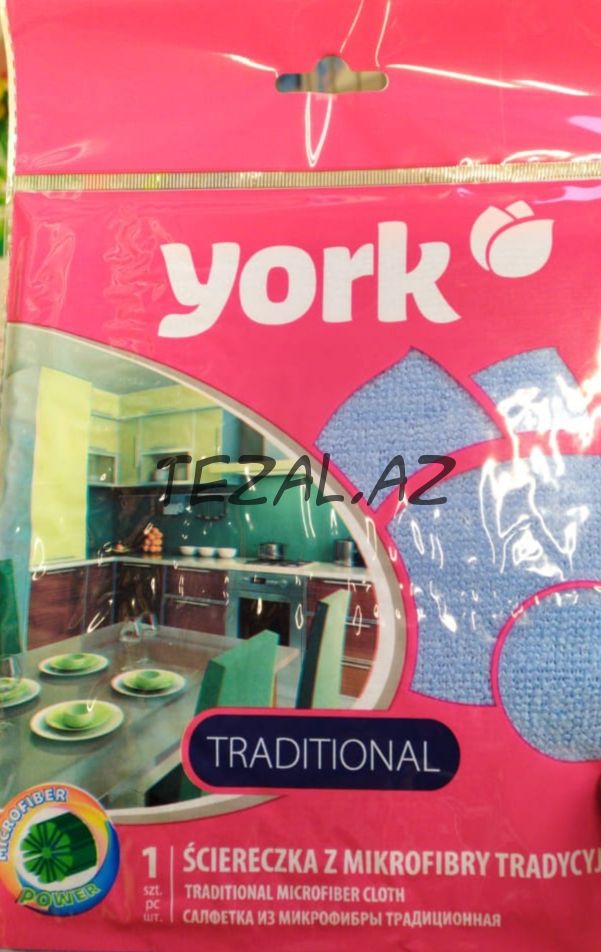 york
TEZAL.AZ
TRADITIONAL
MICROFIBER
POWER
1
szt.
pc
шт.
ŚCIERECZKA Z MIKROFIBRY TRADYCYJ
TRADITIONAL MICROFIBER CLOTH
САЛФЕТКА ИЗ МИКРОФИБРЫ ТРАДИЦИОННАЯ